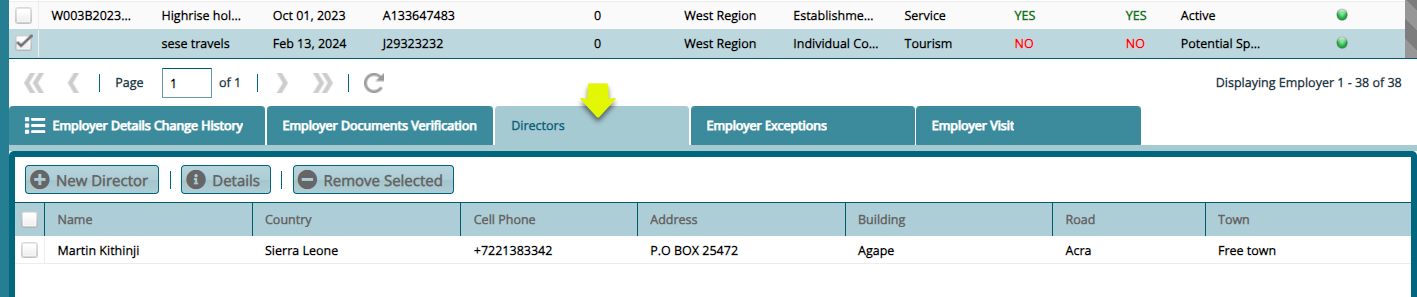 W003B2023... Highrise hol... Oct 01, 2023 A133647483 0 West Region Establishme... Service YES YES Active
sese travels Feb 13, 2024 J29323232 0 West Region Individual Co... Tourism NO NO Potential Sp...
Page 1 of 1 Displaying Employer 1 - 38 of 38
Employer Details Change History Employer Documents Verification Directors Employer Exceptions Employer Visit
New Director Details Remove Selected
Name Country Cell Phone Address Building Road Town
Martin Kithinji Sierra Leone +7221383342 P.O BOX 25472 Agape Acra Free town